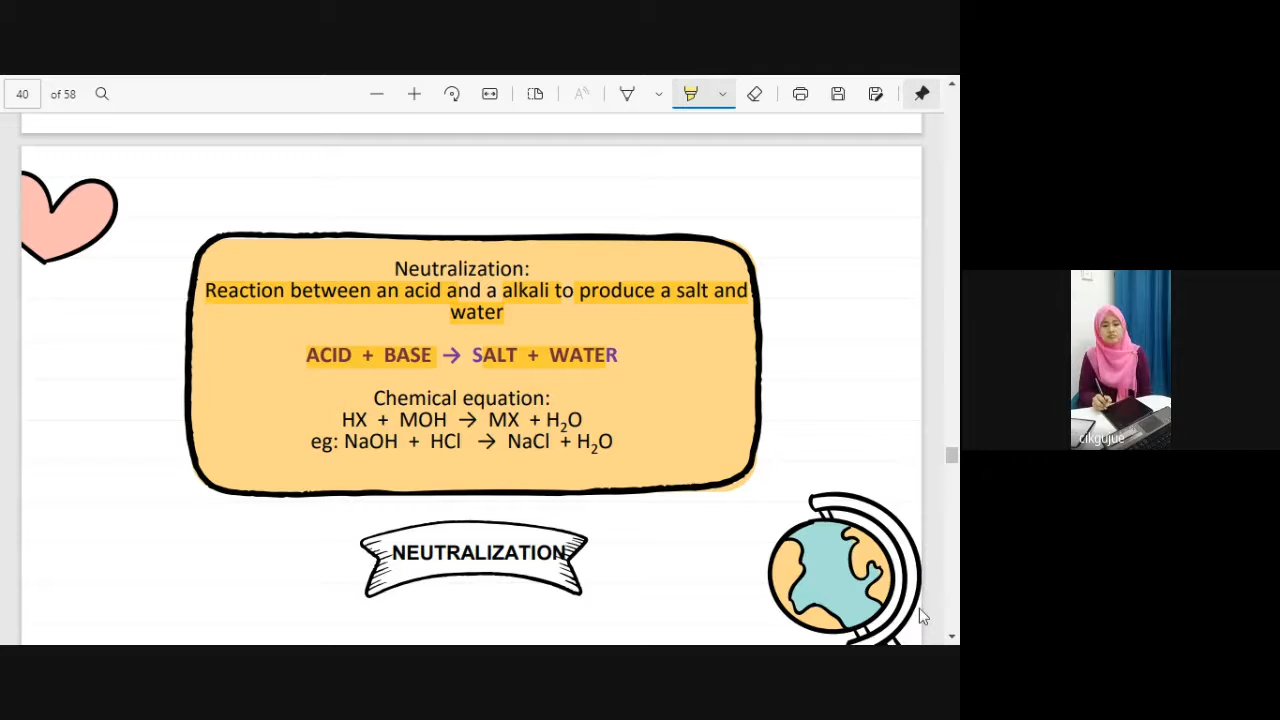 40 of 58
Neutralization:
Reaction between an acid and a alkali to produce a salt and
water
ACID + BASE → SALT + WATER
Chemical equation:
HX + MOH → MX + H₂O
eg: NaOH + HCl → NaCl + H₂O
NEUTRALIZATION
cikgujue